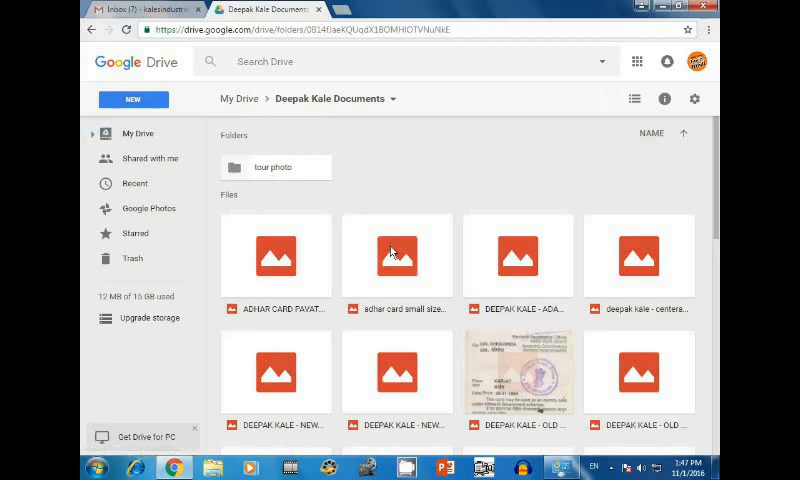 Inbox (7) - kalesindustri
Deepak Kale Documents
https://drive.google.com/drive/folders/0B14fJaeKQUqdX1BOMHlOTVNuNkE
Google Drive
Search Drive
NEW
My Drive > Deepak Kale Documents
My Drive
Shared with me
Recent
Google Photos
Starred
Trash
12 MB of 15 GB used
Upgrade storage
Get Drive for PC
Folders
NAME
tour photo
Files
ADHAR CARD PAVAT...
adhar card small size...
DEEPAK KALE - ADA...
deepak kale - centera...
KARJAT
DEEPAK KALE - NEW...
DEEPAK KALE - NEW...
DEEPAK KALE - OLD ...
DEEPAK KALE - OLD ...
EN
1:47 PM
11/1/2016